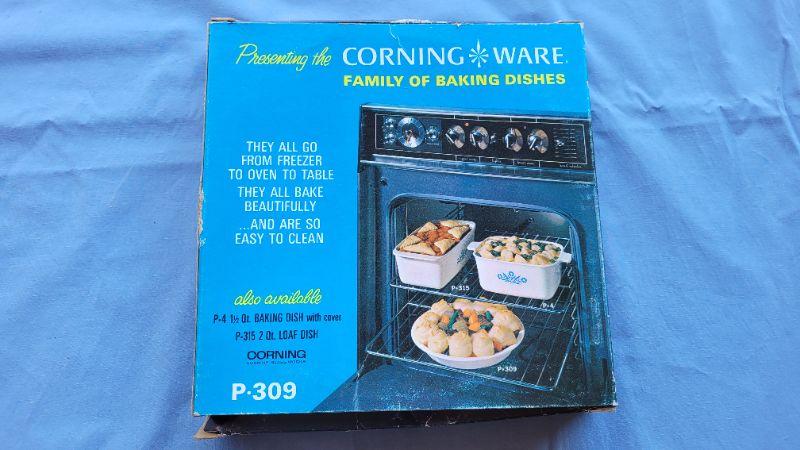 Presenting the CORNING WARE
FAMILY OF BAKING DISHES
THEY ALL GO
FROM FREEZER
TO OVEN TO TABLE
THEY ALL BAKE
BEAUTIFULLY
...AND ARE SO
EASY TO CLEAN
also available
P-4 1½ Qt. BAKING DISH with cover
P-315 2 Qt. LOAF DISH
CORNING
P-309
P-315
P-4
P-309